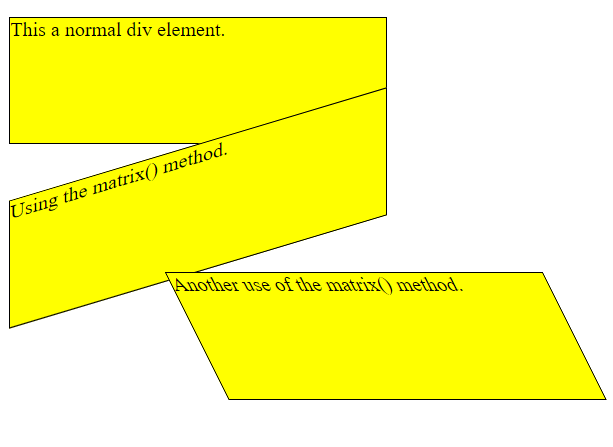 This a normal div element.
Using the matrix() method.
Another use of the matrix() method.